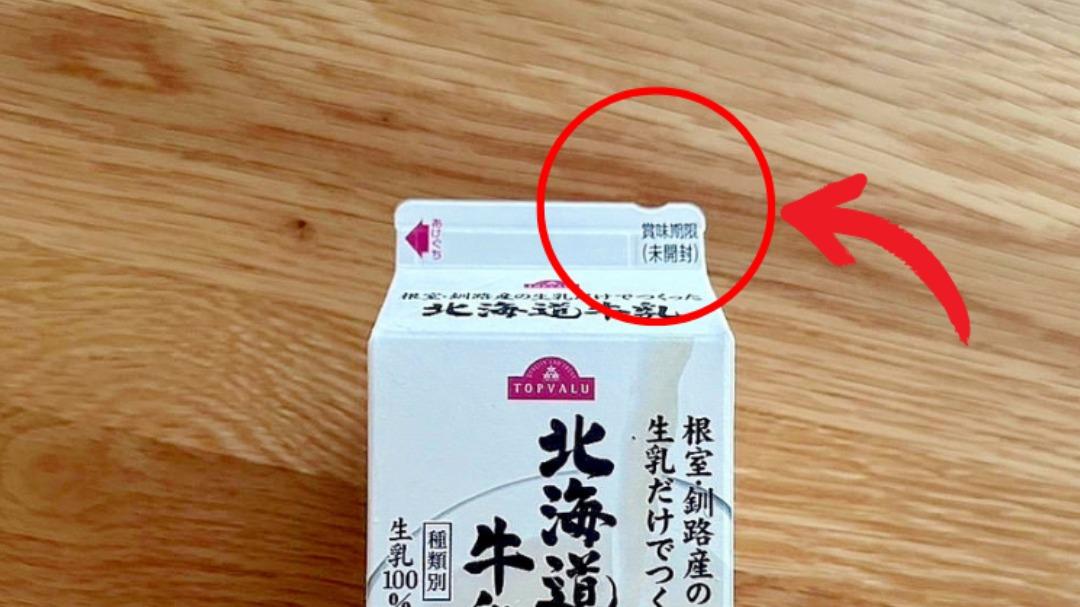 あけぐち
賞味期限
(未開封)
根室・釧路産の生乳だけでつくった
北海道牛乳
TOPVALU
根室・釧路産の
生乳だけでつく
北海道
牛
種類別
生乳100%